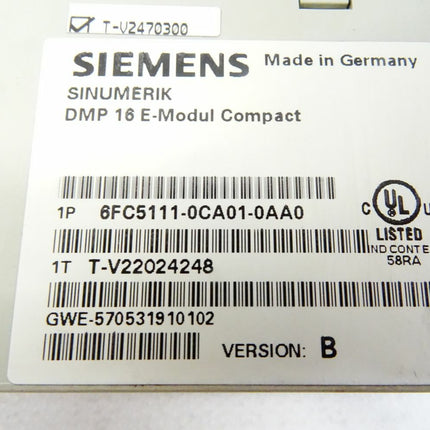 T-V2470300
SIEMENS Made in Germany
SINUMERIK
DMP 16 E-Modul Compact
1P 6FC5111-0CA01-0AA0
C UL
LISTED
IND CONT E
58RA
1T T-V22024248
GWE-570531910102
VERSION: B